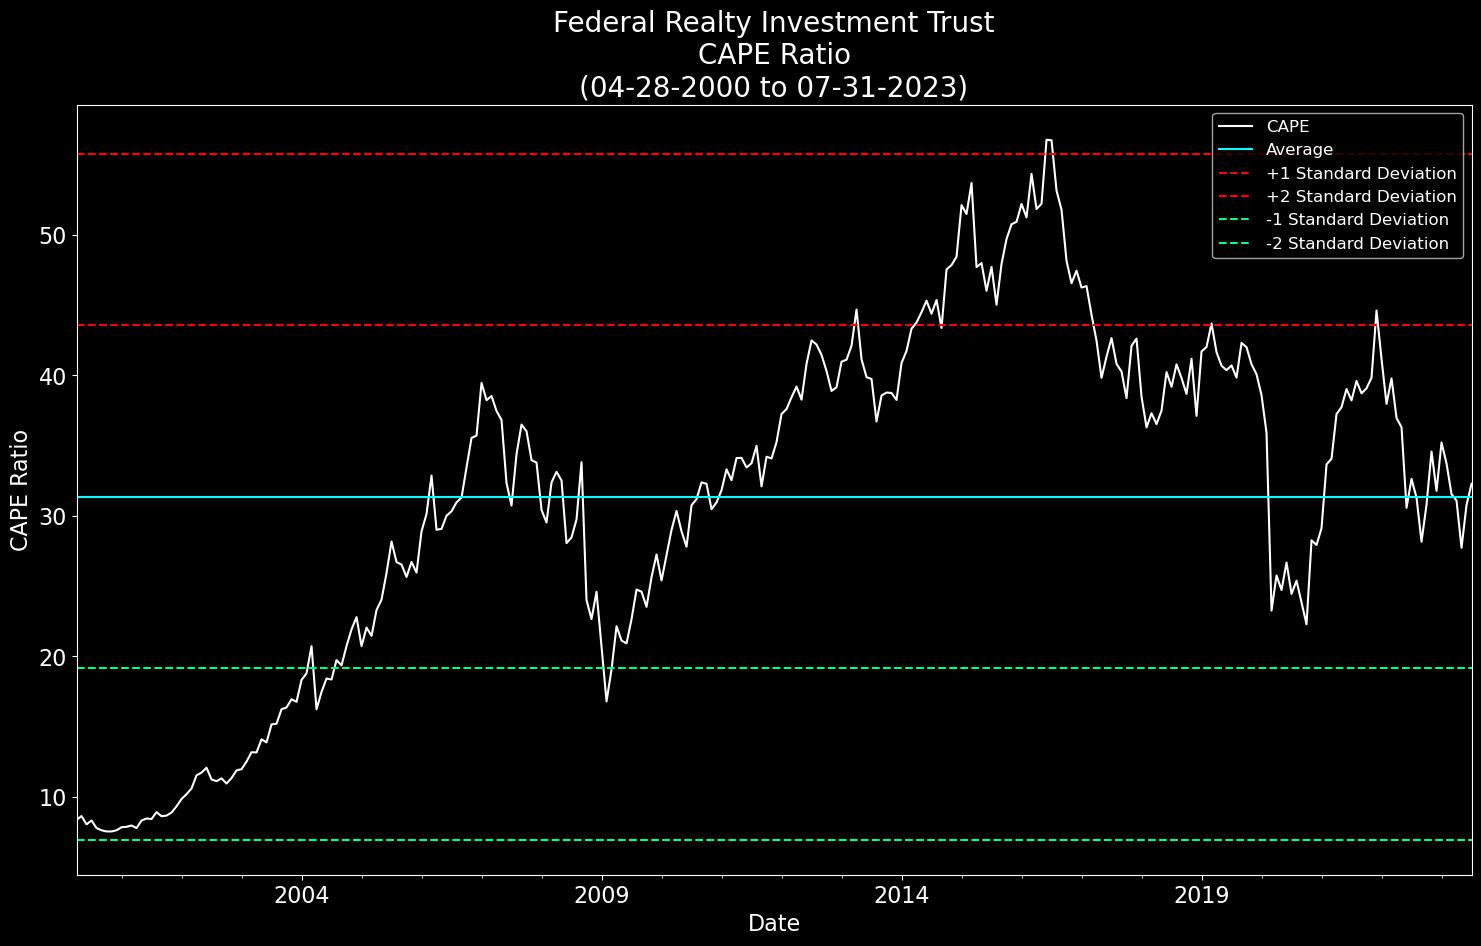 Federal Realty Investment Trust
CAPE Ratio
(04-28-2000 to 07-31-2023)
CAPE
Average
+1 Standard Deviation
+2 Standard Deviation
-1 Standard Deviation
-2 Standard Deviation
50
40
30
20
10
CAPE Ratio
2004
2009
2014
2019
Date